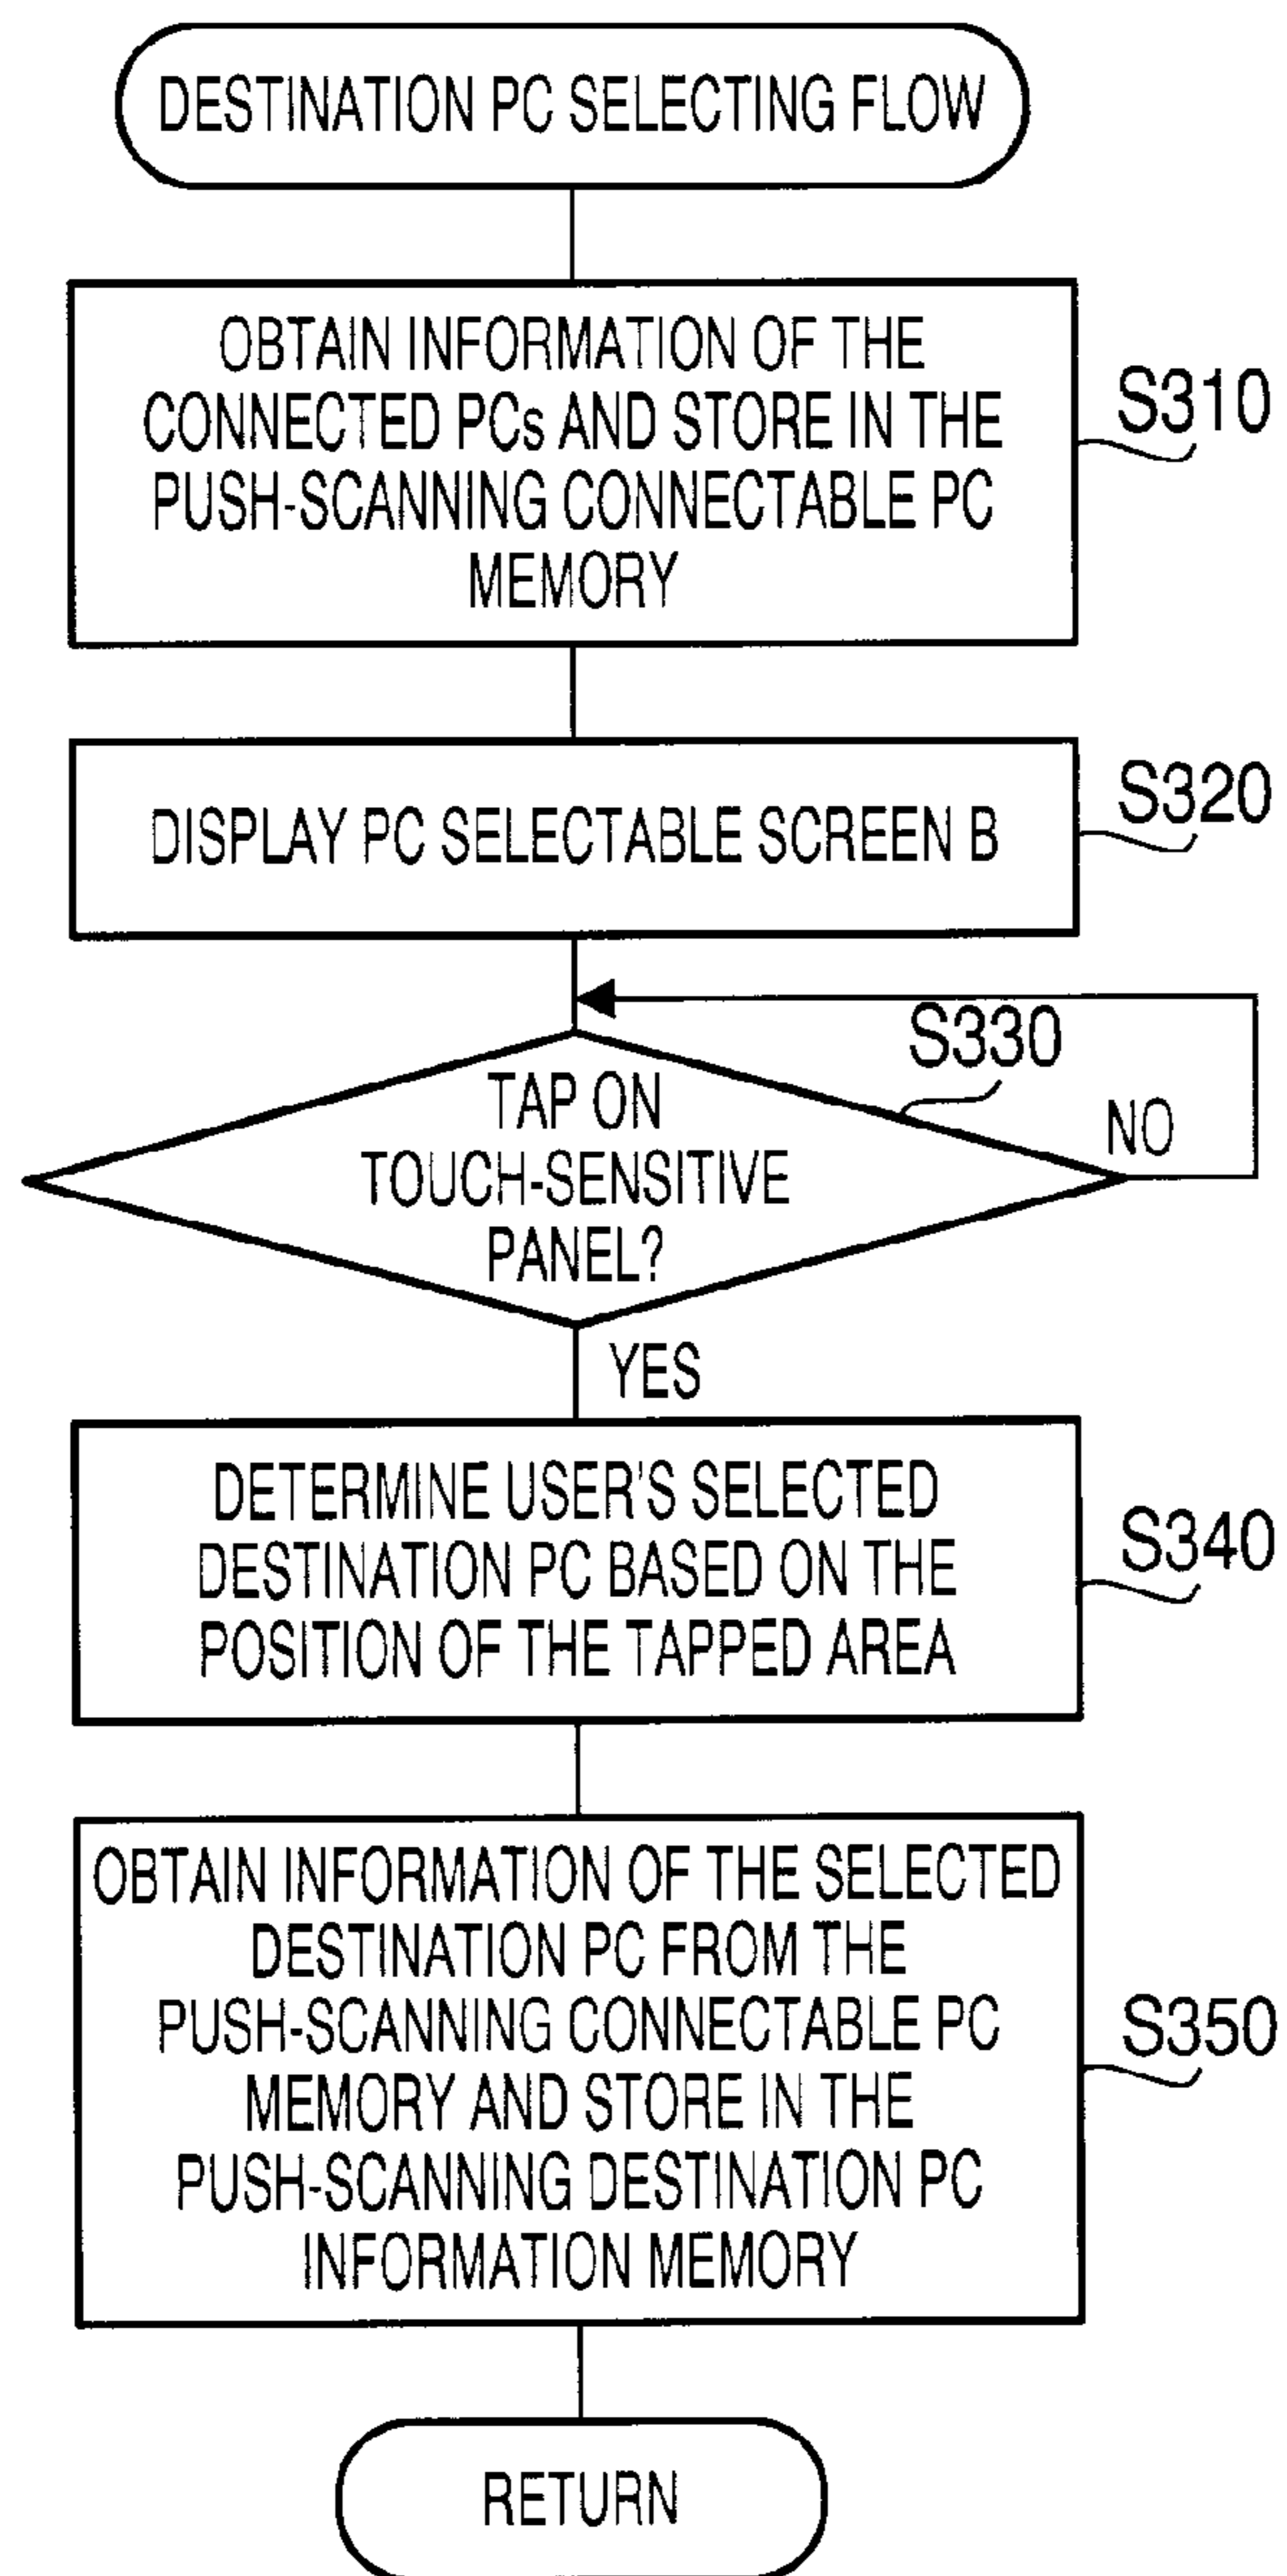 DESTINATION PC SELECTING FLOW
OBTAIN INFORMATION OF THE
CONNECTED PCs AND STORE IN THE
PUSH-SCANNING CONNECTABLE PC
MEMORY
S310
DISPLAY PC SELECTABLE SCREEN B
S320
S330
TAP ON
TOUCH-SENSITIVE
PANEL?
NO
YES
DETERMINE USER'S SELECTED
DESTINATION PC BASED ON THE
POSITION OF THE TAPPED AREA
S340
OBTAIN INFORMATION OF THE SELECTED
DESTINATION PC FROM THE
PUSH-SCANNING CONNECTABLE PC
MEMORY AND STORE IN THE
PUSH-SCANNING DESTINATION PC
INFORMATION MEMORY
S350
RETURN